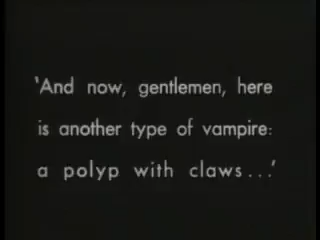 'And now, gentlemen, here
is another type of vampire:
a polyp with claws...'